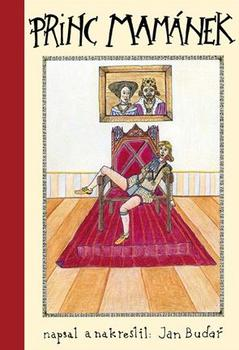 PRINC MAMÁNEK
napsal a nakreslil: Jan Budař